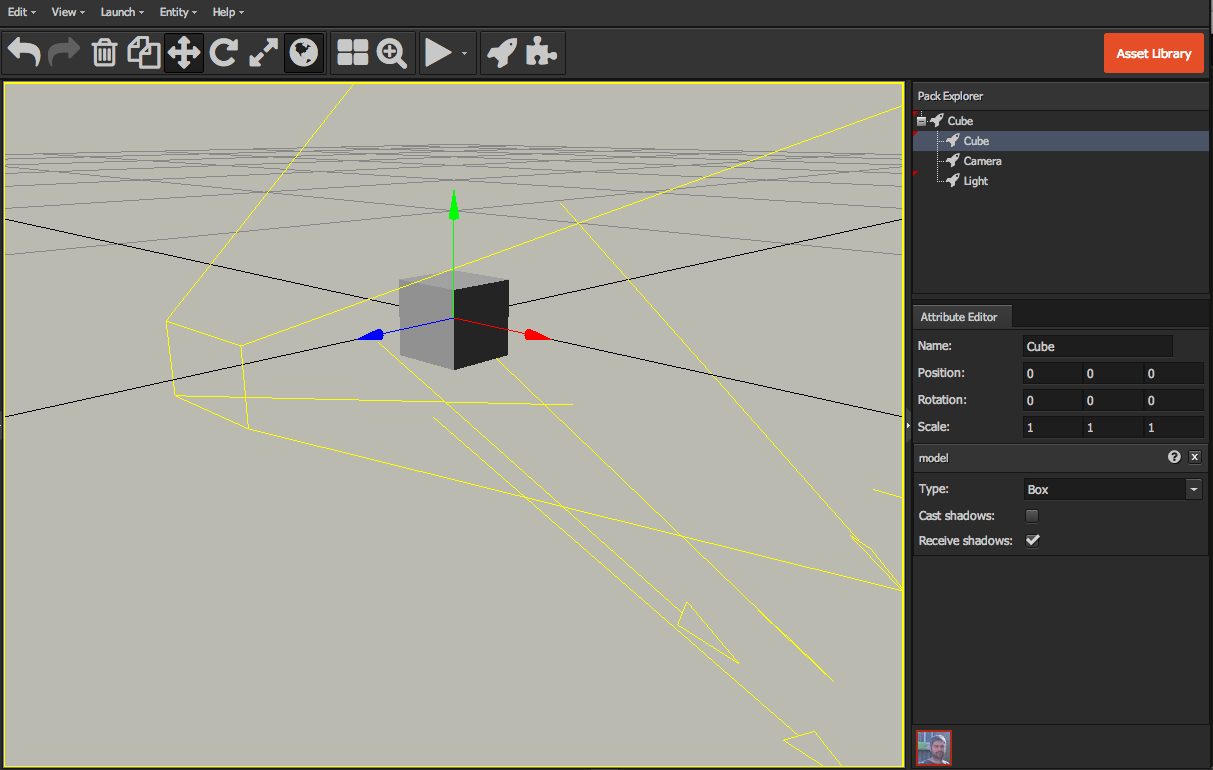 Edit View Launch Entity Help
Asset Library
Pack Explorer
Cube
Cube
Camera
Light
Attribute Editor
Name: Cube
Position: 0 0 0
Rotation: 0 0 0
Scale: 1 1 1
model ? x
Type: Box
Cast shadows:
Receive shadows: